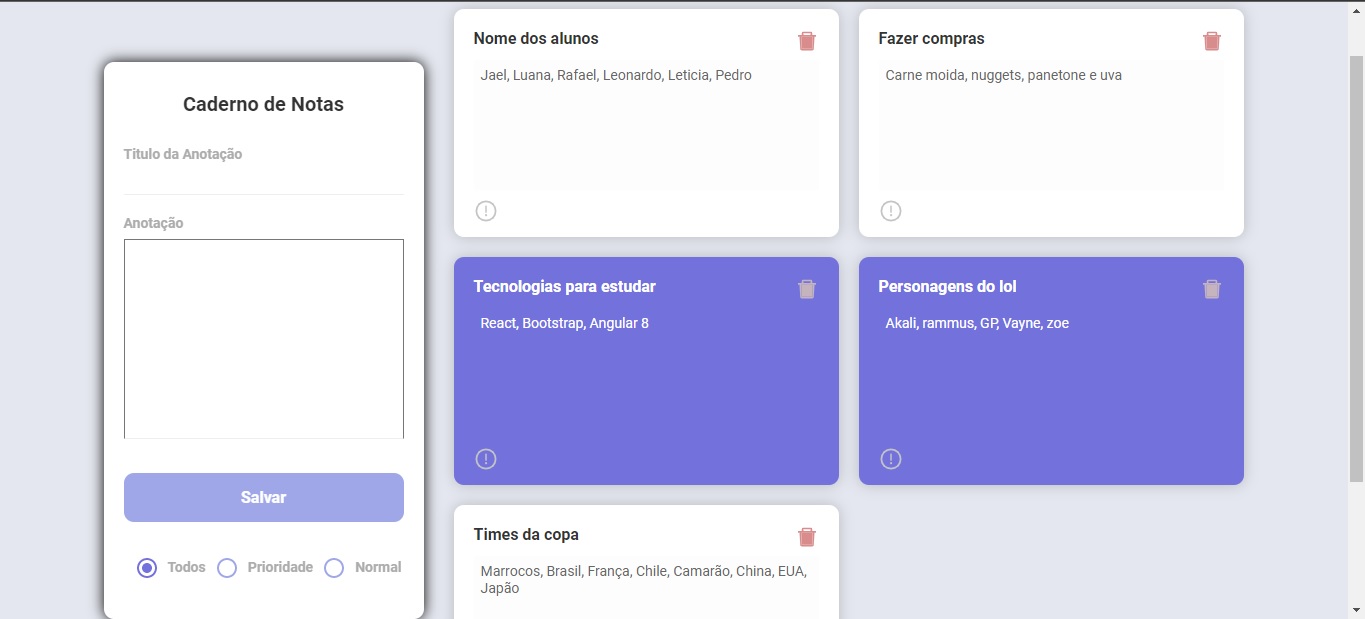 Caderno de Notas
Titulo da Anotação
Anotação
Salvar
Todos Prioridade Normal
Nome dos alunos
Jael, Luana, Rafael, Leonardo, Leticia, Pedro
Fazer compras
Carne moida, nuggets, panetone e uva
Tecnologias para estudar
React, Bootstrap, Angular 8
Personagens do lol
Akali, rammus, GP, Vayne, zoe
Times da copa
Marrocos, Brasil, França, Chile, Camarão, China, EUA,
Japão